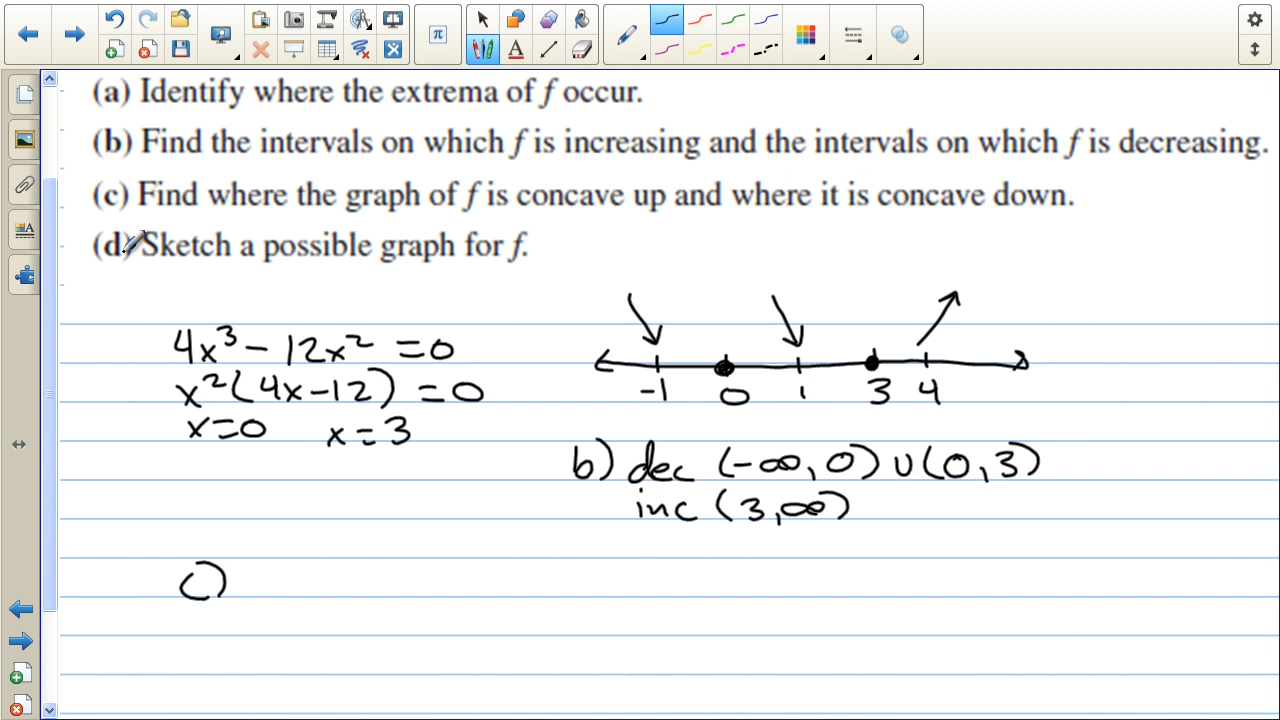 (a) Identify where the extrema of f occur.
(b) Find the intervals on which f is increasing and the intervals on which f is decreasing.
(c) Find where the graph of f is concave up and where it is concave down.
(d) Sketch a possible graph for f.
4x³ - 12x² = 0
x²(4x-12) = 0
x=0 x=3
-1 0 1 3 4
b) dec (-∞,0) ∪ (0,3)
inc (3,∞)
c)